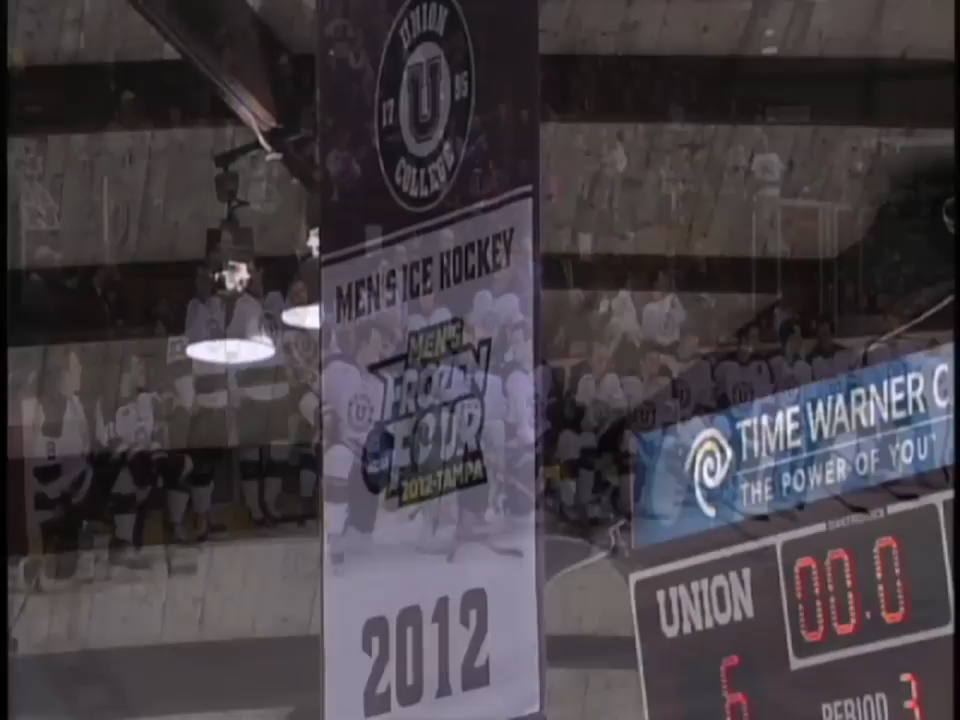 UNION
U
17 95
COLLEGE
MEN'S ICE HOCKEY
MEN'S
FROZEN
FOUR
2012·TAMPA
2012
TIME WARNER C
THE POWER OF YOU
UNION
00.0
6
PERIOD 3